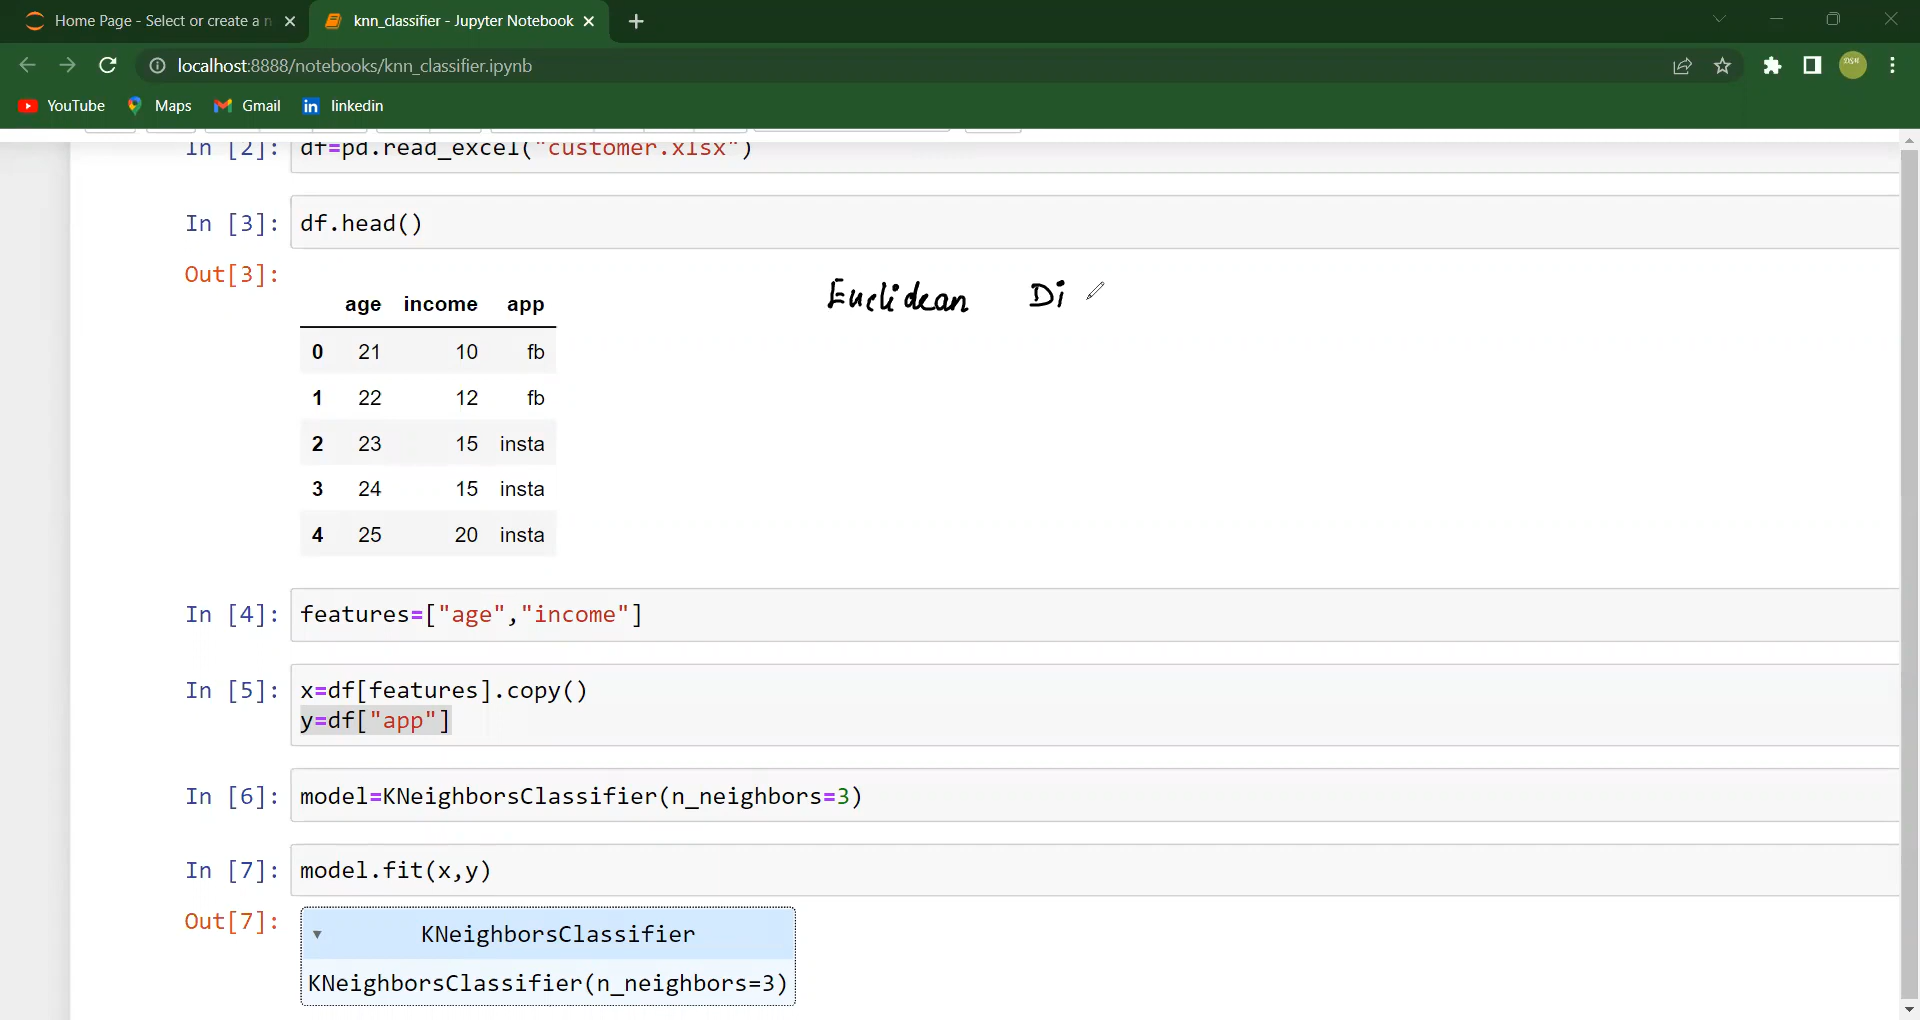 Home Page - Select or create a n
knn_classifier - Jupyter Notebook
localhost:8888/notebooks/knn_classifier.ipynb
DSH
YouTube Maps Gmail linkedin
In [2]: df=pd.read_excel("customer.xlsx")
In [3]: df.head()
Out[3]:
Euclidean Di
age income app
0 21 10 fb
1 22 12 fb
2 23 15 insta
3 24 15 insta
4 25 20 insta
In [4]: features=["age","income"]
In [5]: x=df[features].copy()
y=df["app"]
In [6]: model=KNeighborsClassifier(n_neighbors=3)
In [7]: model.fit(x,y)
Out[7]:
KNeighborsClassifier
KNeighborsClassifier(n_neighbors=3)